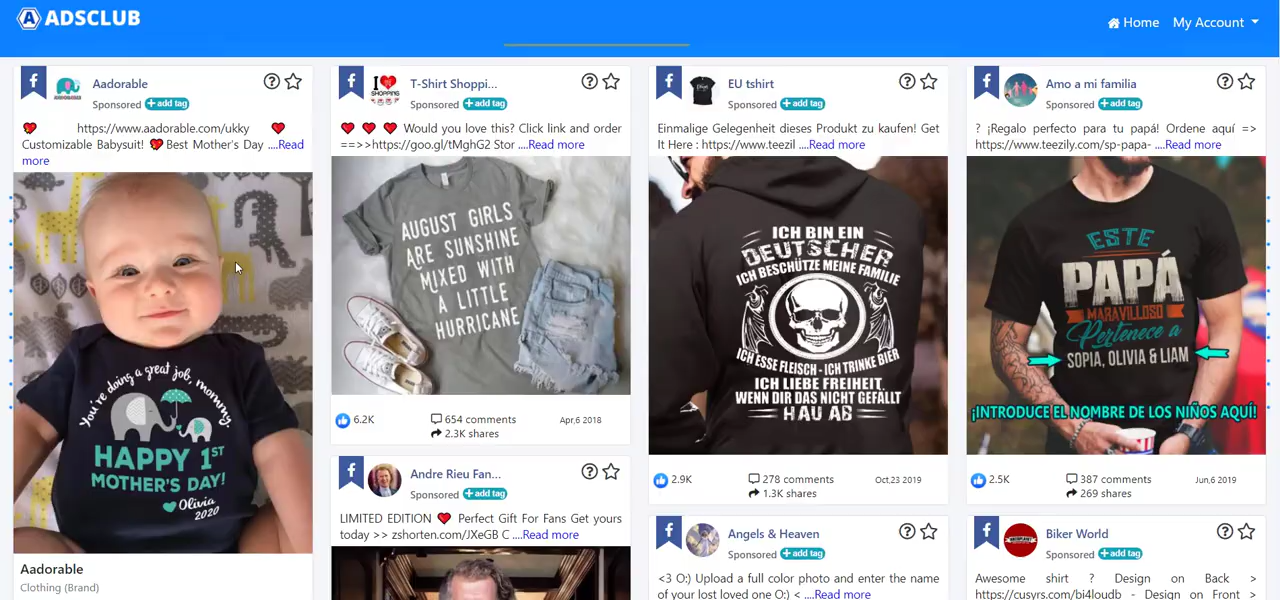 ADSCLUB
Home My Account
Aadorable
Sponsored add tag
https://www.aadorable.com/ukky
Customizable Babysuit! Best Mother's Day ....Read
more
You're doing a great job, mommy.
HAPPY 1ST
MOTHER'S DAY!
Olivia
2020
Aadorable
Clothing (Brand)
I ❤ SHOPPING
T-Shirt Shoppi...
Sponsored add tag
Would you love this? Click link and order
==>>https://goo.gl/tMghG2 Stor ....Read more
AUGUST GIRLS
ARE SUNSHINE
MIXED WITH
A LITTLE
HURRICANE
6.2K 654 comments Apr,6 2018
2.3K shares
Andre Rieu Fan...
Sponsored add tag
LIMITED EDITION ❤ Perfect Gift For Fans Get yours
today >> zshorten.com/JXeGB C ....Read more
EU tshirt
Sponsored add tag
Einmalige Gelegenheit dieses Produkt zu kaufen! Get
It Here : https://www.teezil ....Read more
ICH BIN EIN
DEUTSCHER
ICH BESCHÜTZE MEINE FAMILIE
ICH ESSE FLEISCH - ICH TRINKE BIER
ICH LIEBE FREIHEIT
WENN DIR DAS NICHT GEFÄLLT
HAU AB
2.9K 278 comments Oct,23 2019
1.3K shares
Angels & Heaven
Sponsored add tag
<3 O:) Upload a full color photo and enter the name
of your lost loved one O:) < ....Read more
Amo a mi familia
Sponsored add tag
? ¡Regalo perfecto para tu papá! Ordene aquí =>
https://www.teezily.com/sp-papa- ....Read more
ESTE
PAPÁ
MARAVILLOSO
Pertenece a
SOPIA, OLIVIA & LIAM
¡INTRODUCE EL NOMBRE DE LOS NIÑOS AQUÍ!
2.5K 387 comments Jun,6 2019
269 shares
Biker World
Sponsored add tag
Awesome shirt ? Design on Back >
https://cusyrs.com/bi4loudb - Design on Front >